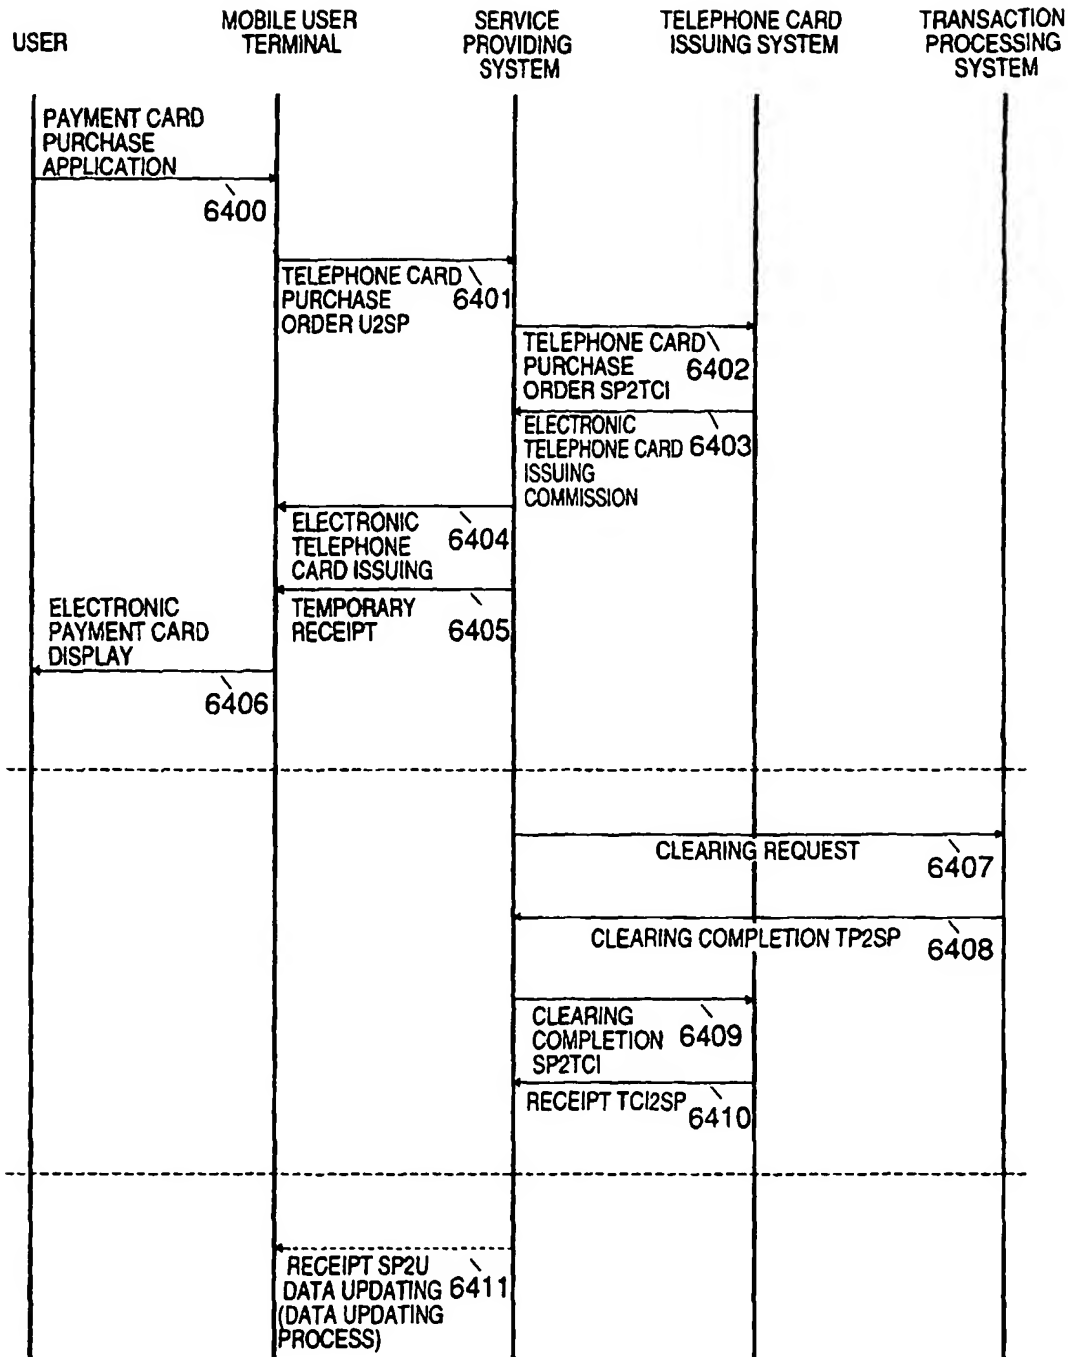 USER
MOBILE USER
TERMINAL
SERVICE
PROVIDING
SYSTEM
TELEPHONE CARD
ISSUING SYSTEM
TRANSACTION
PROCESSING
SYSTEM
PAYMENT CARD
PURCHASE
APPLICATION
6400
TELEPHONE CARD
PURCHASE
ORDER U2SP
6401
TELEPHONE CARD
PURCHASE
ORDER SP2TCI
6402
ELECTRONIC
TELEPHONE CARD
ISSUING
COMMISSION
6403
ELECTRONIC
TELEPHONE
CARD ISSUING
6404
TEMPORARY
RECEIPT
6405
ELECTRONIC
PAYMENT CARD
DISPLAY
6406
CLEARING REQUEST
6407
CLEARING COMPLETION TP2SP
6408
CLEARING
COMPLETION
SP2TCI
6409
RECEIPT TCI2SP
6410
RECEIPT SP2U
DATA UPDATING
(DATA UPDATING
PROCESS)
6411